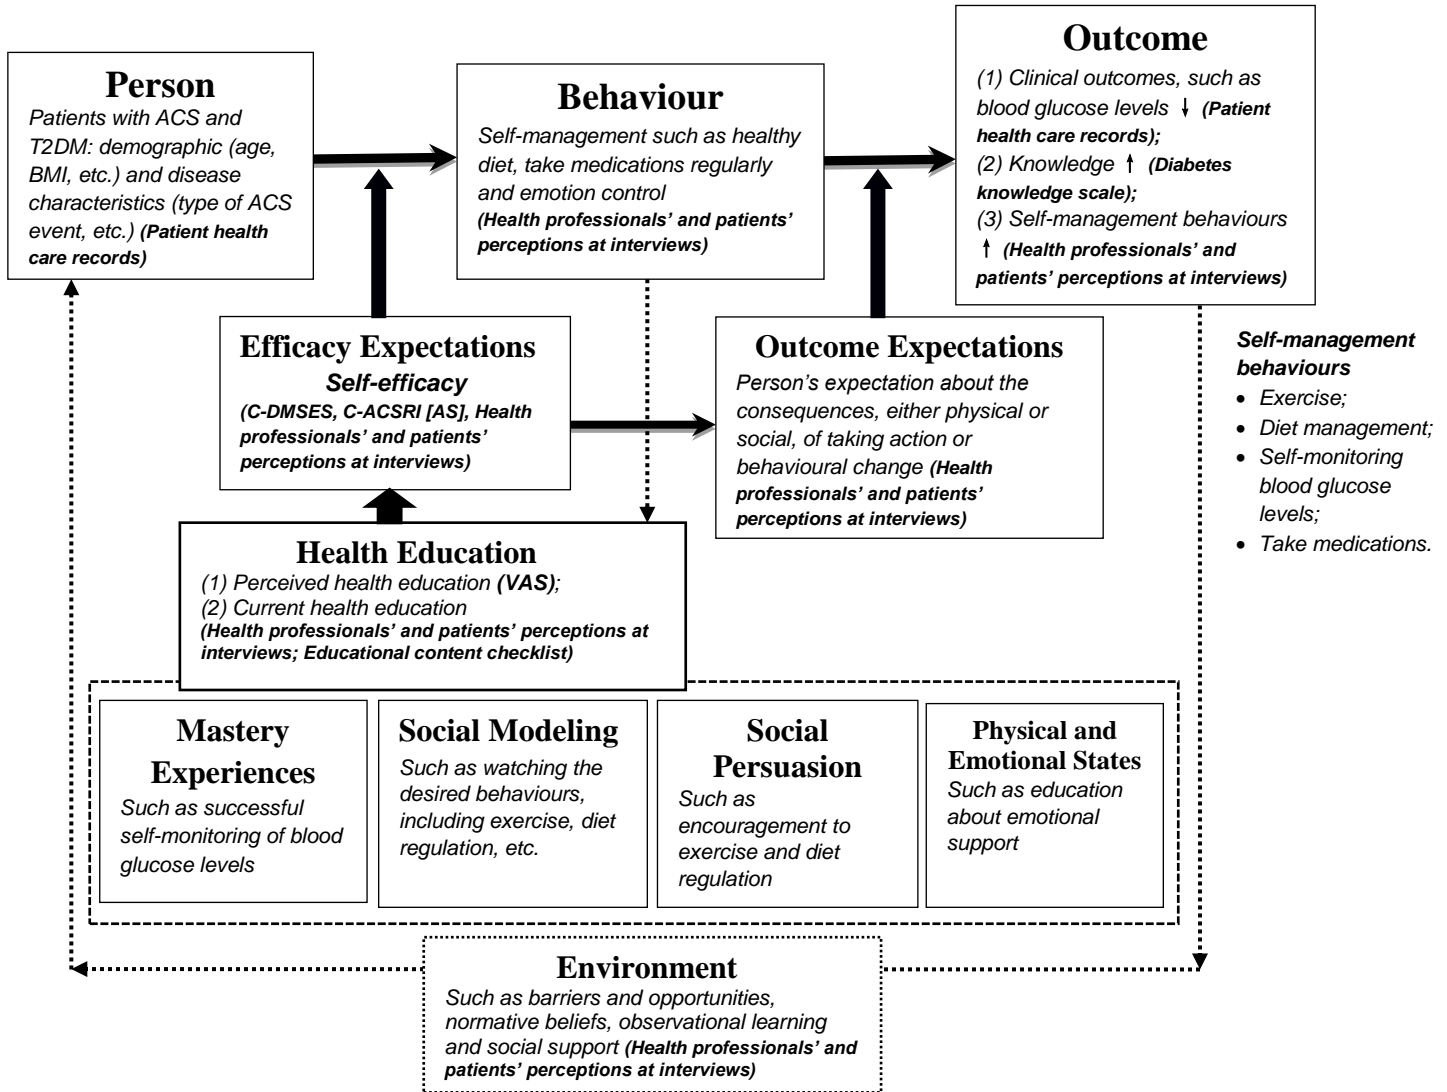 Person
Patients with ACS and
T2DM: demographic (age,
BMI, etc.) and disease
characteristics (type of ACS
event, etc.) (Patient health
care records)
Behaviour
Self-management such as healthy
diet, take medications regularly
and emotion control
(Health professionals’ and patients’
perceptions at interviews)
Outcome
(1) Clinical outcomes, such as
blood glucose levels ↓ (Patient
health care records);
(2) Knowledge ↑ (Diabetes
knowledge scale);
(3) Self-management behaviours
↑ (Health professionals’ and
patients’ perceptions at interviews)
Efficacy Expectations
Self-efficacy
(C-DMSES, C-ACSRI [AS], Health
professionals’ and patients’
perceptions at interviews)
Outcome Expectations
Person’s expectation about the
consequences, either physical or
social, of taking action or
behavioural change (Health
professionals’ and patients’
perceptions at interviews)
Self-management
behaviours
• Exercise;
• Diet management;
• Self-monitoring
blood glucose
levels;
• Take medications.
Health Education
(1) Perceived health education (VAS);
(2) Current health education
(Health professionals’ and patients’ perceptions at
interviews; Educational content checklist)
Mastery
Experiences
Such as successful
self-monitoring of blood
glucose levels
Social Modeling
Such as watching the
desired behaviours,
including exercise, diet
regulation, etc.
Social
Persuasion
Such as
encouragement to
exercise and diet
regulation
Physical and
Emotional States
Such as education
about emotional
support
Environment
Such as barriers and opportunities,
normative beliefs, observational learning
and social support (Health professionals’ and
patients’ perceptions at interviews)